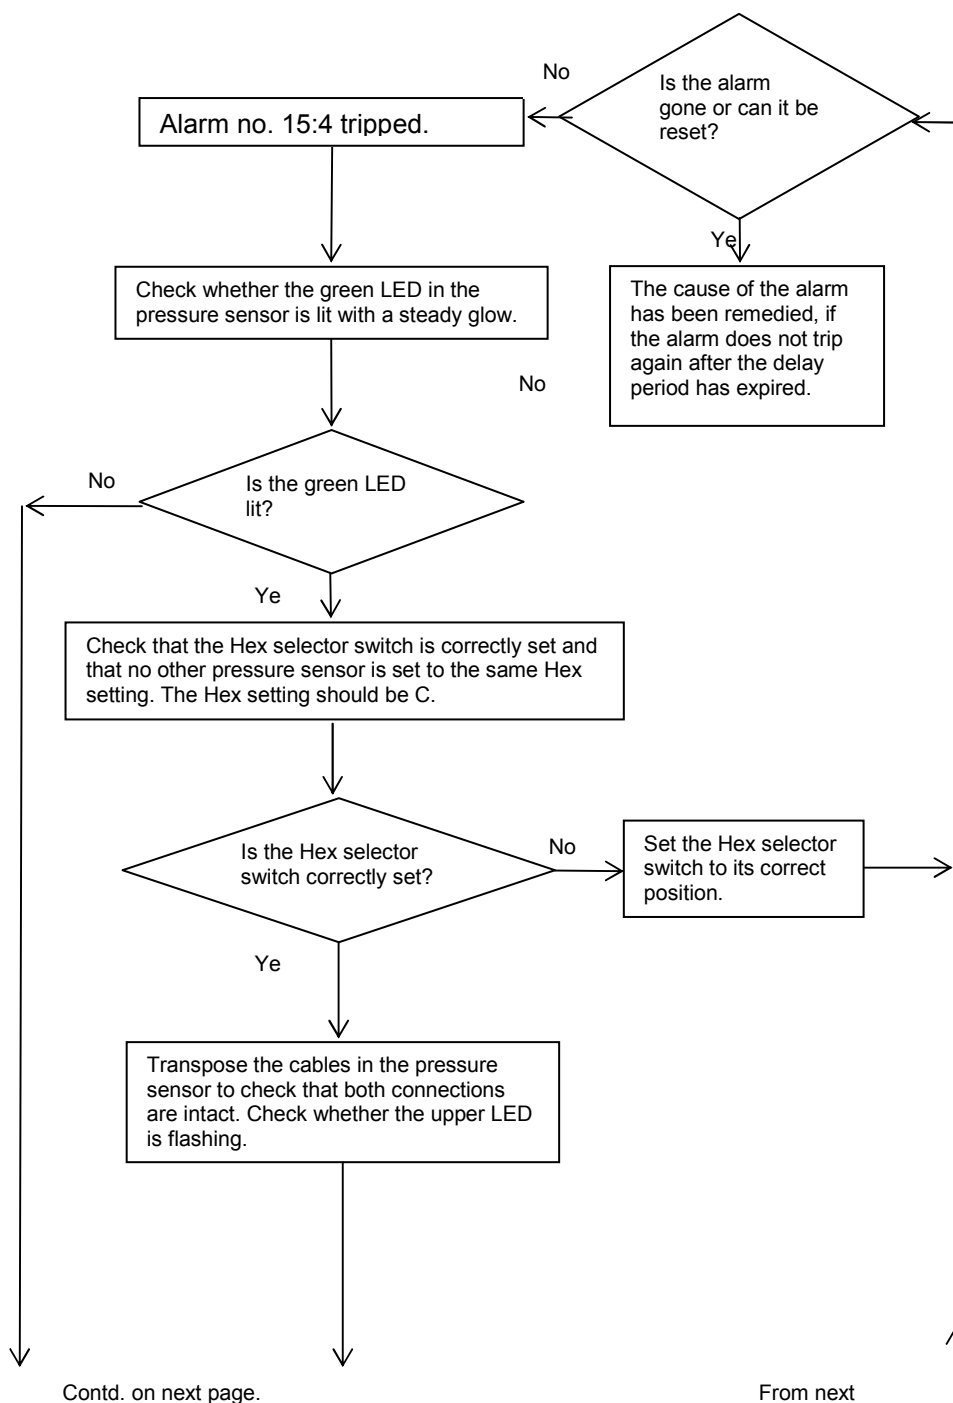 No
Is the alarm
gone or can it be
reset?
Alarm no. 15:4 tripped.
Ye
Check whether the green LED in the
pressure sensor is lit with a steady glow.
The cause of the alarm
has been remedied, if
the alarm does not trip
again after the delay
period has expired.
No
No
Is the green LED
lit?
Ye
Check that the Hex selector switch is correctly set and
that no other pressure sensor is set to the same Hex
setting. The Hex setting should be C.
Is the Hex selector
switch correctly set?
No
Set the Hex selector
switch to its correct
position.
Ye
Transpose the cables in the pressure
sensor to check that both connections
are intact. Check whether the upper LED
is flashing.
Contd. on next page.
From next